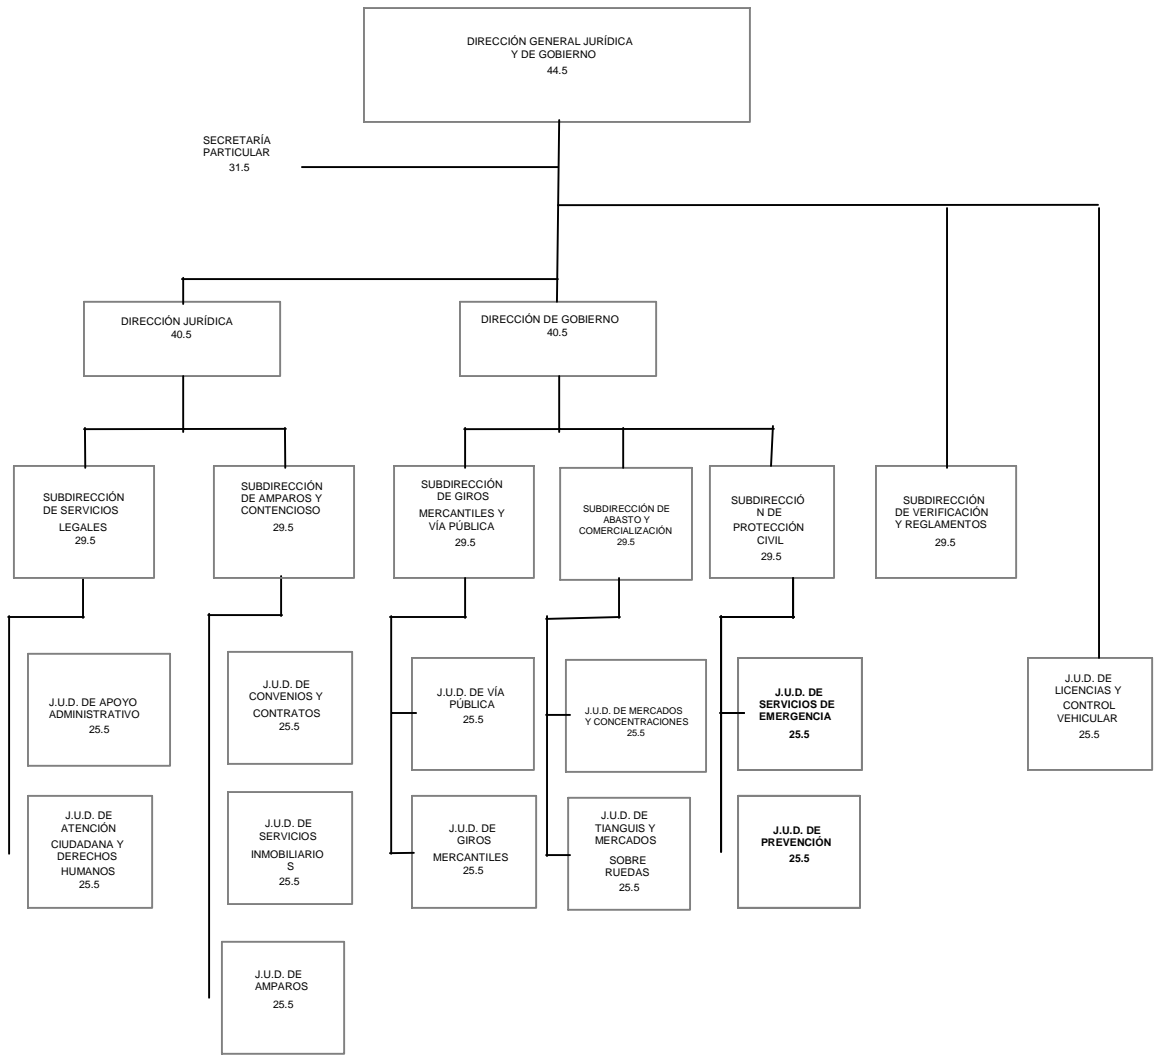 DIRECCIÓN GENERAL JURÍDICA
Y DE GOBIERNO
44.5
SECRETARÍA
PARTICULAR
31.5
DIRECCIÓN JURÍDICA
40.5
DIRECCIÓN DE GOBIERNO
40.5
SUBDIRECCIÓN
DE SERVICIOS
LEGALES
29.5
SUBDIRECCIÓN
DE AMPAROS Y
CONTENCIOSO
29.5
SUBDIRECCIÓN
DE GIROS
MERCANTILES Y
VÍA PÚBLICA
29.5
SUBDIRECCIÓN DE
ABASTO Y
COMERCIALIZACIÓN
29.5
SUBDIRECCIÓ
N DE
PROTECCIÓN
CIVIL
29.5
SUBDIRECCIÓN
DE VERIFICACIÓN
Y REGLAMENTOS
29.5
J.U.D. DE APOYO
ADMINISTRATIVO
25.5
J.U.D. DE
CONVENIOS Y
CONTRATOS
25.5
J.U.D. DE VÍA
PÚBLICA
25.5
J.U.D. DE MERCADOS
Y CONCENTRACIONES
25.5
J.U.D. DE
SERVICIOS DE
EMERGENCIA
25.5
J.U.D. DE
LICENCIAS Y
CONTROL
VEHICULAR
25.5
J.U.D. DE
ATENCIÓN
CIUDADANA Y
DERECHOS
HUMANOS
25.5
J.U.D. DE
SERVICIOS
INMOBILIARIO
S
25.5
J.U.D. DE
GIROS
MERCANTILES
25.5
J.U.D. DE
TIANGUIS Y
MERCADOS
SOBRE
RUEDAS
25.5
J.U.D. DE
PREVENCIÓN
25.5
J.U.D. DE
AMPAROS
25.5